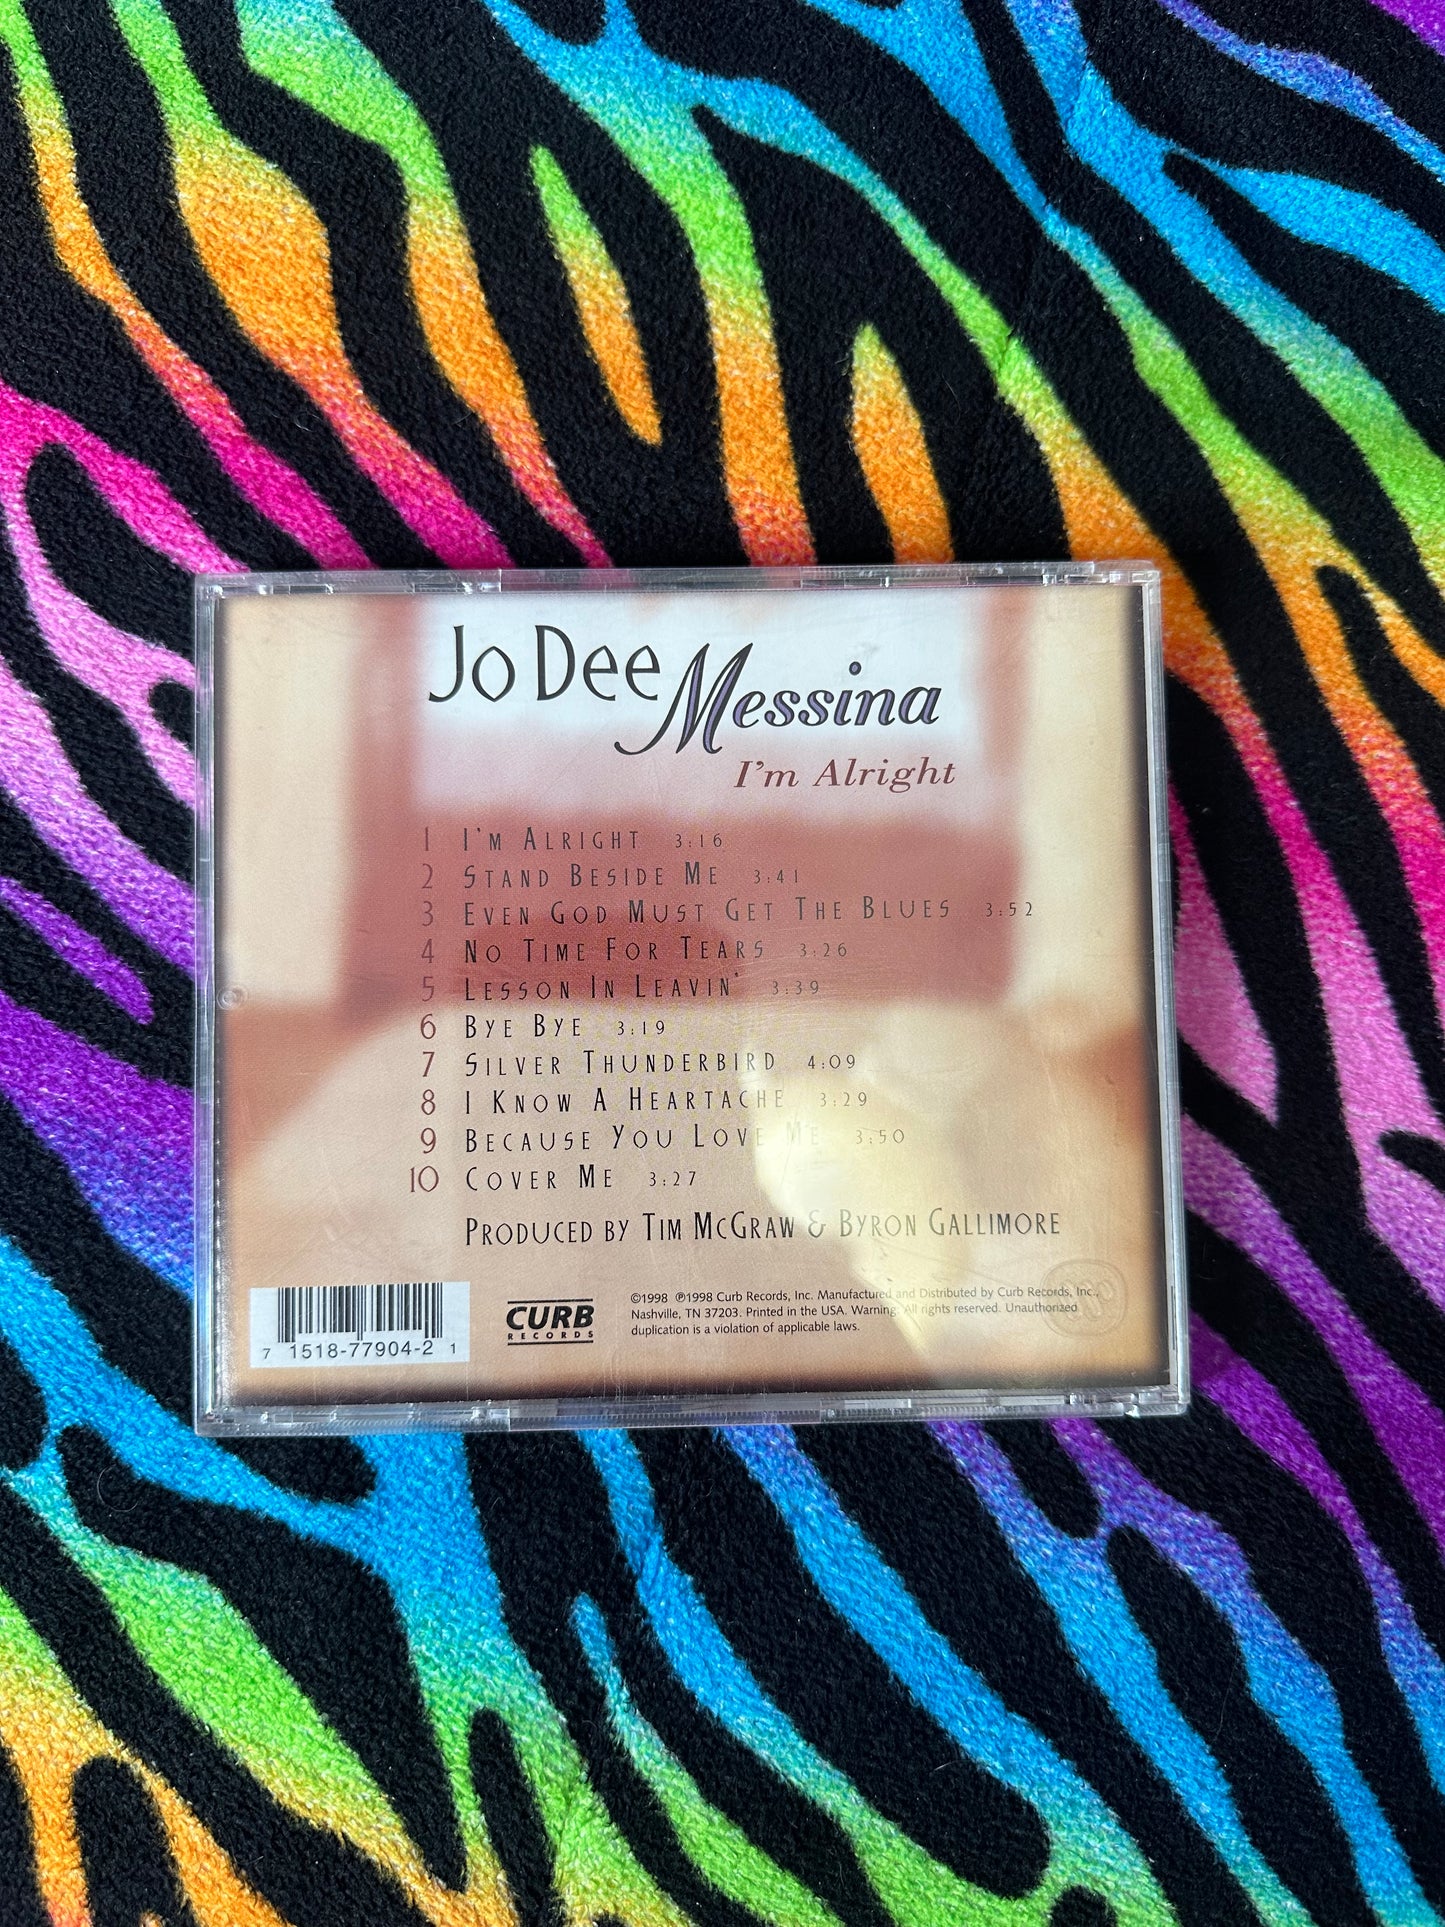 Jo Dee Messina
I'm Alright
1 I'm Alright 3:16
2 Stand Beside Me 3:41
3 Even God Must Get The Blues 3:52
4 No Time For Tears 3:26
5 Lesson In Leavin' 3:39
6 Bye Bye 3:19
7 Silver Thunderbird 4:09
8 I Know A Heartache 3:29
9 Because You Love Me 3:50
10 Cover Me 3:27
Produced by Tim McGraw & Byron Gallimore
7 1518-77904-2 1
CURB
RECORDS
©1998 ℗1998 Curb Records, Inc. Manufactured and Distributed by Curb Records, Inc.,
Nashville, TN 37203. Printed in the USA. Warning: All rights reserved. Unauthorized
duplication is a violation of applicable laws.